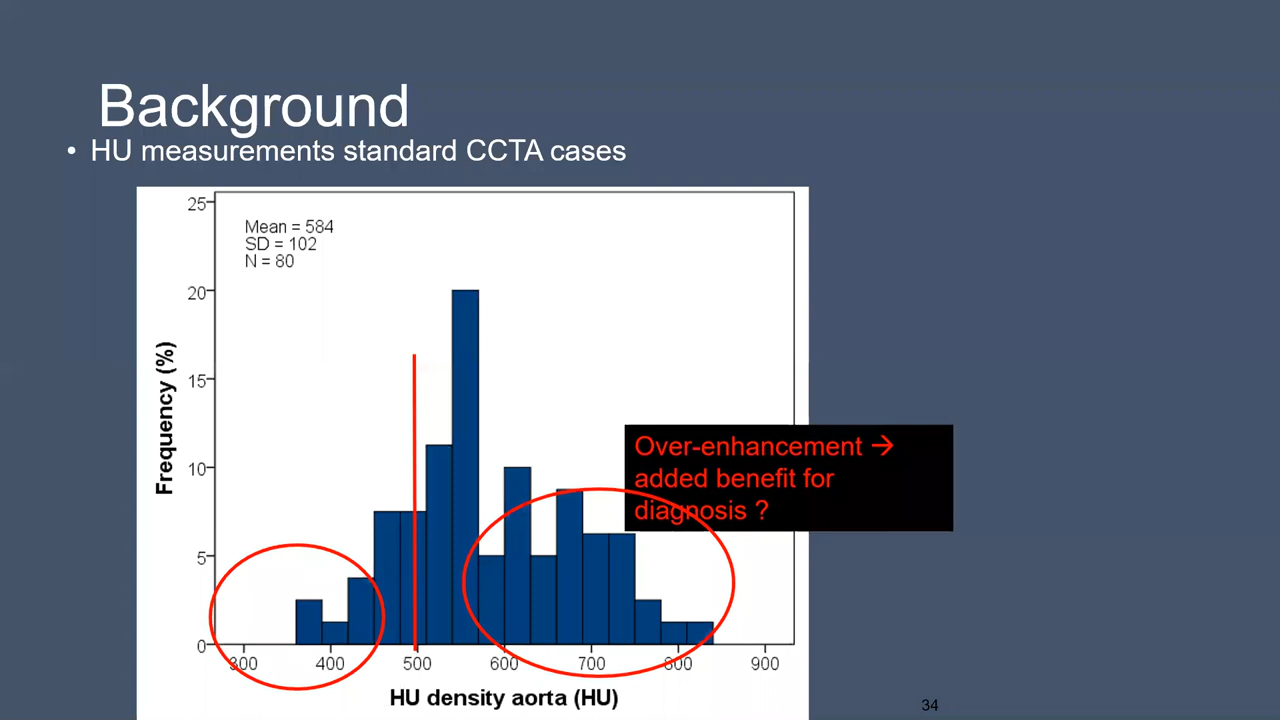 Background
• HU measurements standard CCTA cases
25
Mean = 584
SD = 102
N = 80
20
Frequency (%)
15
Over-enhancement →
added benefit for
diagnosis ?
10
5
0
300 400 500 600 700 800 900
HU density aorta (HU)
34